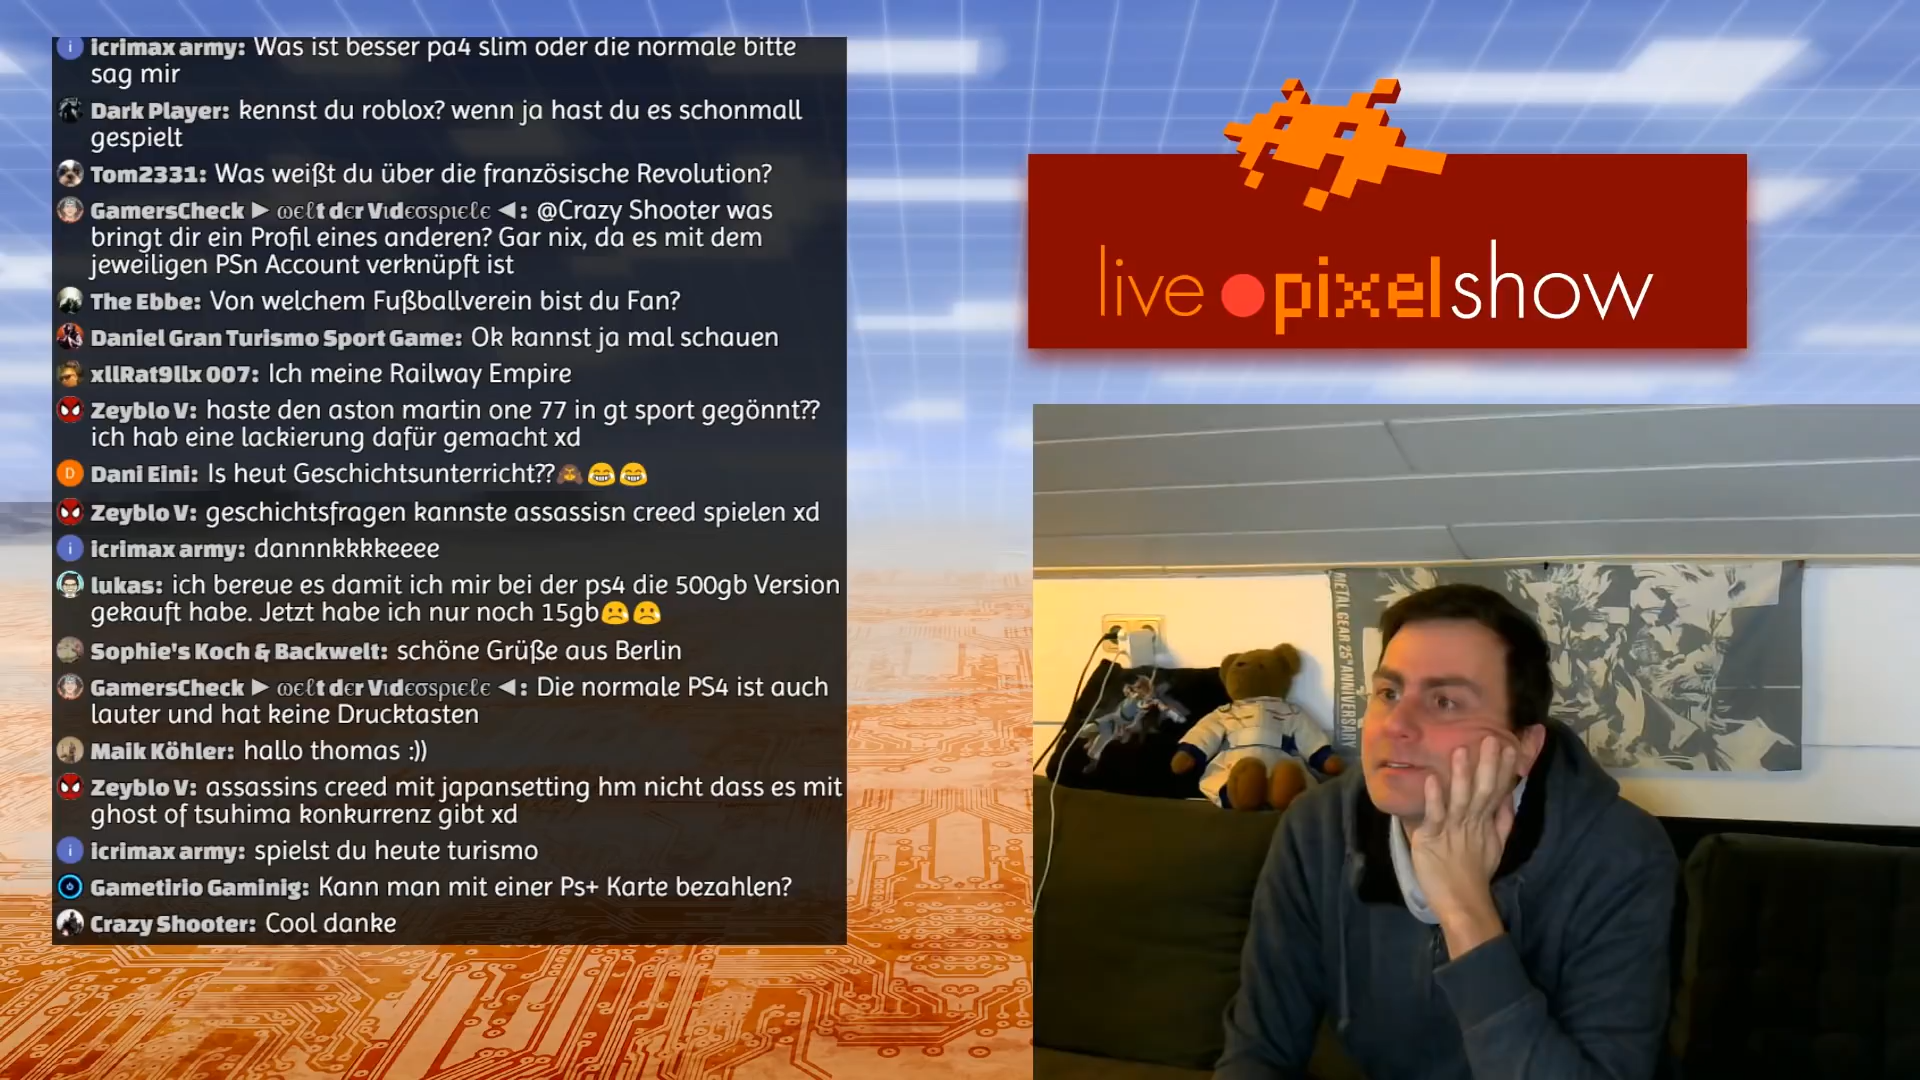 icrimax army: Was ist besser pa4 slim oder die normale bitte
sag mir
Dark Player: kennst du roblox? wenn ja hast du es schonmall
gespielt
Tom2331: Was weißt du über die französische Revolution?
GamersCheck ► ωєℓt dєr Vιdєσsριєℓє ◄: @Crazy Shooter was
bringt dir ein Profil eines anderen? Gar nix, da es mit dem
jeweiligen PSn Account verknüpft ist
The Ebbe: Von welchem Fußballverein bist du Fan?
Daniel Gran Turismo Sport Game: Ok kannst ja mal schauen
xllRat9llx 007: Ich meine Railway Empire
Zeyblo V: haste den aston martin one 77 in gt sport gegönnt??
ich hab eine lackierung dafür gemacht xd
Dani Eini: Is heut Geschichtsunterricht??🙈😂😂
Zeyblo V: geschichtsfragen kannste assassisn creed spielen xd
icrimax army: dannnkkkkeeee
lukas: ich bereue es damit ich mir bei der ps4 die 500gb Version
gekauft habe. Jetzt habe ich nur noch 15gb☹️☹️
Sophie's Koch & Backwelt: schöne Grüße aus Berlin
GamersCheck ► ωєℓt dєr Vιdєσsριєℓє ◄: Die normale PS4 ist auch
lauter und hat keine Drucktasten
Maik Köhler: hallo thomas :))
Zeyblo V: assassins creed mit japansetting hm nicht dass es mit
ghost of tsuhima konkurrenz gibt xd
icrimax army: spielst du heute turismo
Gametirio Gaminig: Kann man mit einer Ps+ Karte bezahlen?
Crazy Shooter: Cool danke
live pixelshow
METAL GEAR 25th ANNIVERSARY